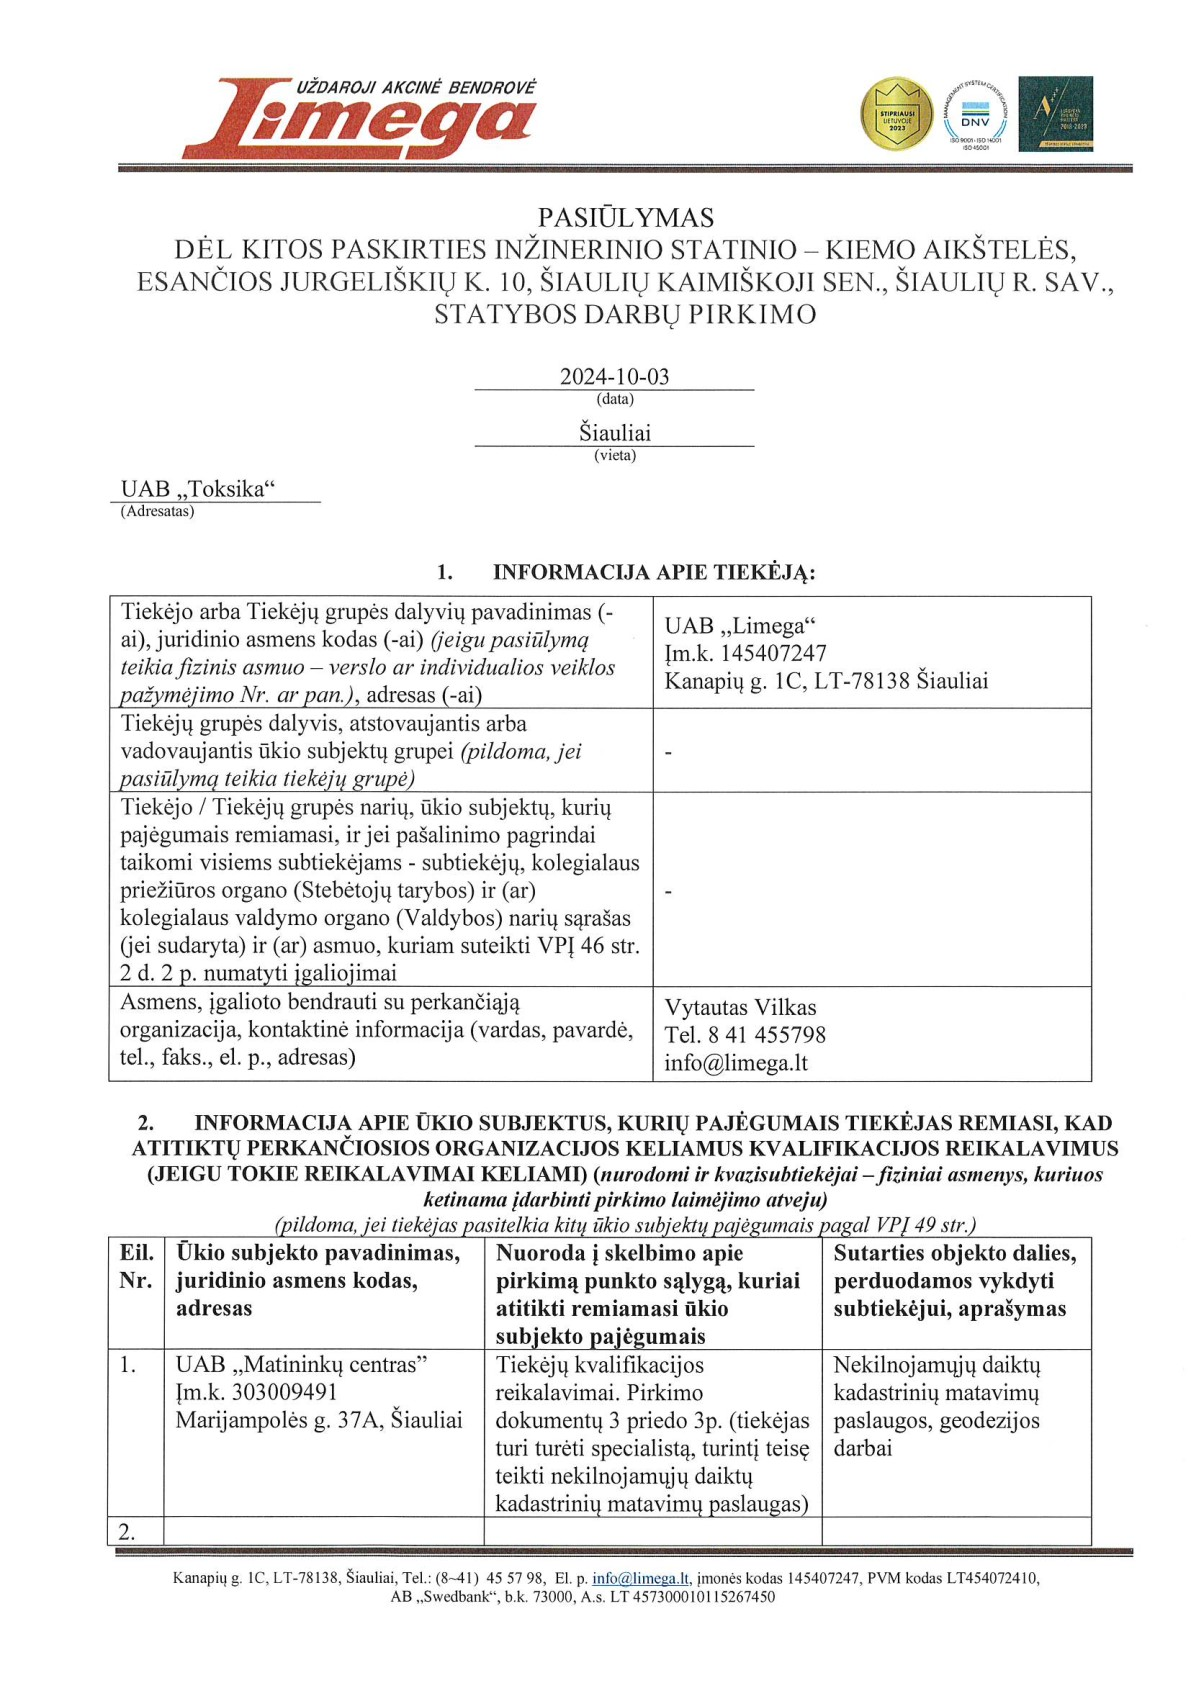 UŽDAROJI AKCINĖ BENDROVĖ
Limega
STIPRIAUSI
LIETUVOJE
2023
MANAGEMENT SYSTEM CERTIFICATION
DNV
ISO 9001 · ISO 14001
ISO 45001
PASIŪLYMAS
DĖL KITOS PASKIRTIES INŽINERINIO STATINIO – KIEMO AIKŠTELĖS,
ESANČIOS JURGELIŠKIŲ K. 10, ŠIAULIŲ KAIMIŠKOJI SEN., ŠIAULIŲ R. SAV.,
STATYBOS DARBŲ PIRKIMO
2024-10-03
(data)
Šiauliai
(vieta)
UAB „Toksika“
(Adresatas)
1. INFORMACIJA APIE TIEKĖJĄ:
Tiekėjo arba Tiekėjų grupės dalyvių pavadinimas (-
ai), juridinio asmens kodas (-ai) (jeigu pasiūlymą
teikia fizinis asmuo – verslo ar individualios veiklos
pažymėjimo Nr. ar pan.), adresas (-ai)
UAB „Limega“
Įm.k. 145407247
Kanapių g. 1C, LT-78138 Šiauliai
Tiekėjų grupės dalyvis, atstovaujantis arba
vadovaujantis ūkio subjektų grupei (pildoma, jei
pasiūlymą teikia tiekėjų grupė)
-
Tiekėjo / Tiekėjų grupės narių, ūkio subjektų, kurių
pajėgumais remiamasi, ir jei pašalinimo pagrindai
taikomi visiems subtiekėjams - subtiekėjų, kolegialaus
priežiūros organo (Stebėtojų tarybos) ir (ar)
kolegialaus valdymo organo (Valdybos) narių sąrašas
(jei sudaryta) ir (ar) asmuo, kuriam suteikti VPĮ 46 str.
2 d. 2 p. numatyti įgaliojimai
-
Asmens, įgalioto bendrauti su perkančiąją
organizacija, kontaktinė informacija (vardas, pavardė,
tel., faks., el. p., adresas)
Vytautas Vilkas
Tel. 8 41 455798
info@limega.lt
2. INFORMACIJA APIE ŪKIO SUBJEKTUS, KURIŲ PAJĖGUMAIS TIEKĖJAS REMIASI, KAD
ATITIKTŲ PERKANČIOSIOS ORGANIZACIJOS KELIAMUS KVALIFIKACIJOS REIKALAVIMUS
(JEIGU TOKIE REIKALAVIMAI KELIAMI) (nurodomi ir kvazisubtiekėjai – fiziniai asmenys, kuriuos
ketinama įdarbinti pirkimo laimėjimo atveju)
(pildoma, jei tiekėjas pasitelkia kitų ūkio subjektų pajėgumais pagal VPĮ 49 str.)
Eil.
Nr.
Ūkio subjekto pavadinimas,
juridinio asmens kodas,
adresas
Nuoroda į skelbimo apie
pirkimą punkto sąlygą, kuriai
atitikti remiamasi ūkio
subjekto pajėgumais
Sutarties objekto dalies,
perduodamos vykdyti
subtiekėjui, aprašymas
1.
UAB „Matininkų centras”
Įm.k. 303009491
Marijampolės g. 37A, Šiauliai
Tiekėjų kvalifikacijos
reikalavimai. Pirkimo
dokumentų 3 priedo 3p. (tiekėjas
turi turėti specialistą, turintį teisę
teikti nekilnojamųjų daiktų
kadastrinių matavimų paslaugas)
Nekilnojamųjų daiktų
kadastrinių matavimų
paslaugos, geodezijos
darbai
2.
Kanapių g. 1C, LT-78138, Šiauliai, Tel.: (8~41) 45 57 98, El. p. info@limega.lt, įmonės kodas 145407247, PVM kodas LT454072410,
AB „Swedbank“, b.k. 73000, A.s. LT 457300010115267450